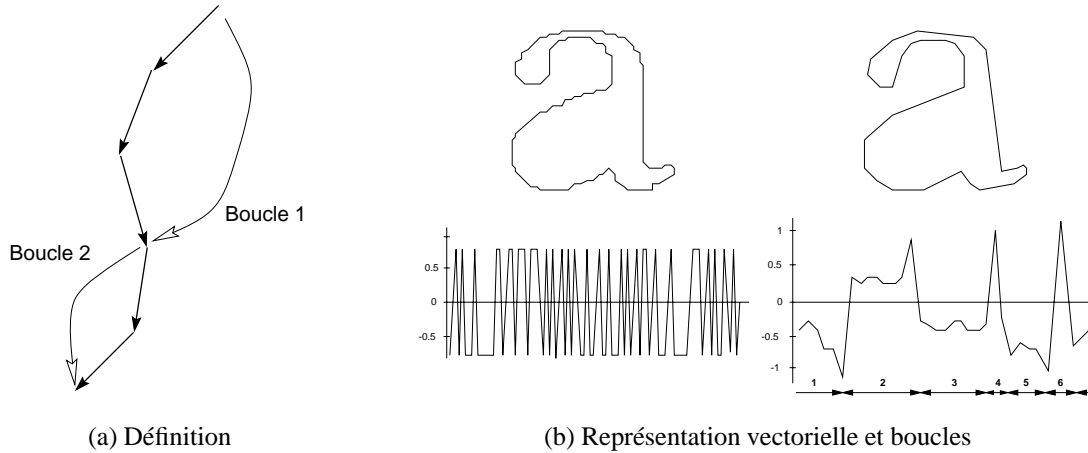 Boucle 1
Boucle 2
0.5
0
-0.5
1
0.5
0
-0.5
-1
1 2 3 4 5 6
(a) Définition
(b) Représentation vectorielle et boucles